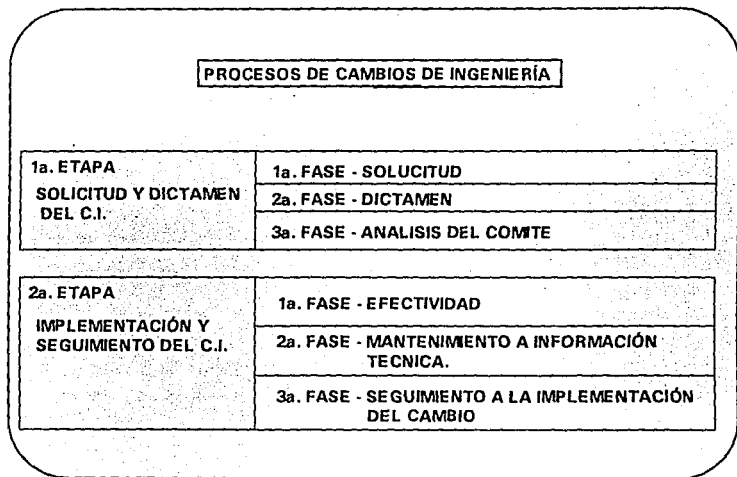 PROCESOS DE CAMBIOS DE INGENIERÍA
1a. ETAPA
SOLICITUD Y DICTAMEN
DEL C.I.
1a. FASE - SOLUCITUD
2a. FASE - DICTAMEN
3a. FASE - ANALISIS DEL COMITE
2a. ETAPA
IMPLEMENTACIÓN Y
SEGUIMIENTO DEL C.I.
1a. FASE - EFECTIVIDAD
2a. FASE - MANTENIMIENTO A INFORMACIÓN
TECNICA.
3a. FASE - SEGUIMIENTO A LA IMPLEMENTACIÓN
DEL CAMBIO